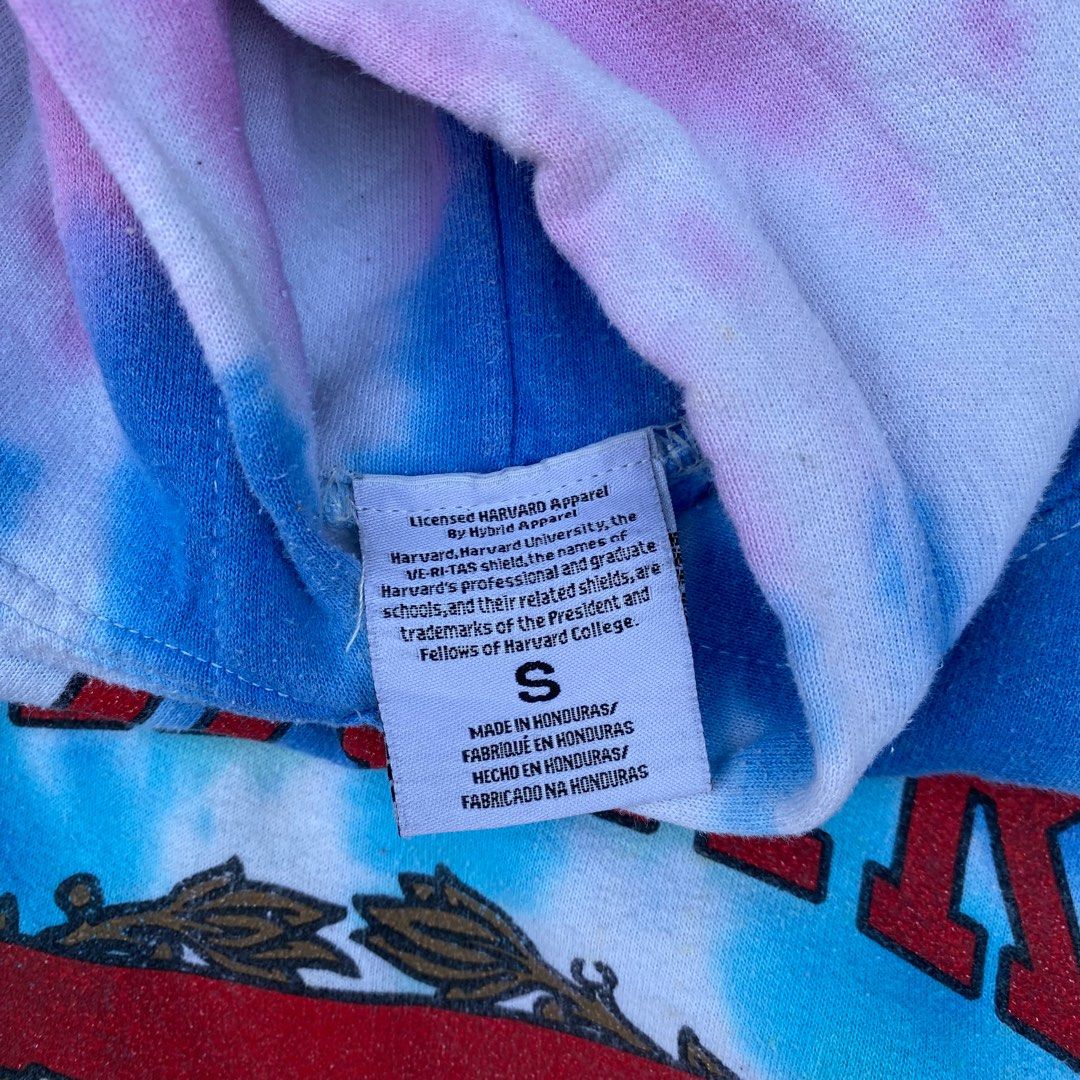 Licensed HARVARD Apparel
By Hybrid Apparel
Harvard, Harvard University, the
VE-RI-TAS shield, the names of
Harvard's professional and graduate
schools, and their related shields, are
trademarks of the President and
Fellows of Harvard College.
S
MADE IN HONDURAS/
FABRIQUÉ EN HONDURAS
HECHO EN HONDURAS/
FABRICADO NA HONDURAS